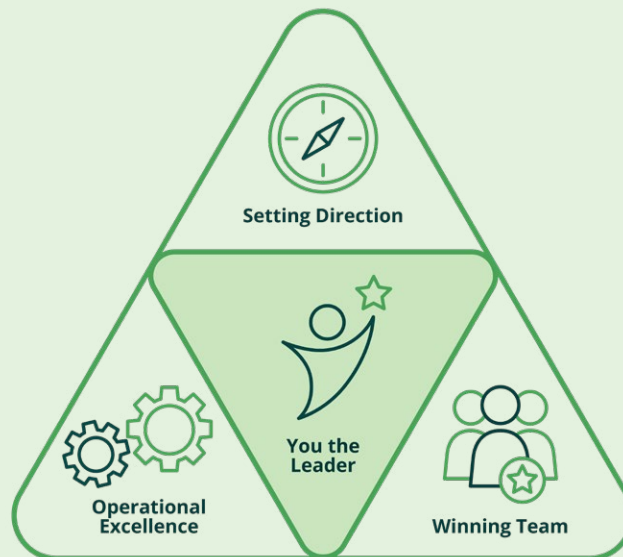 Setting Direction
You the
Leader
Operational
Excellence
Winning Team